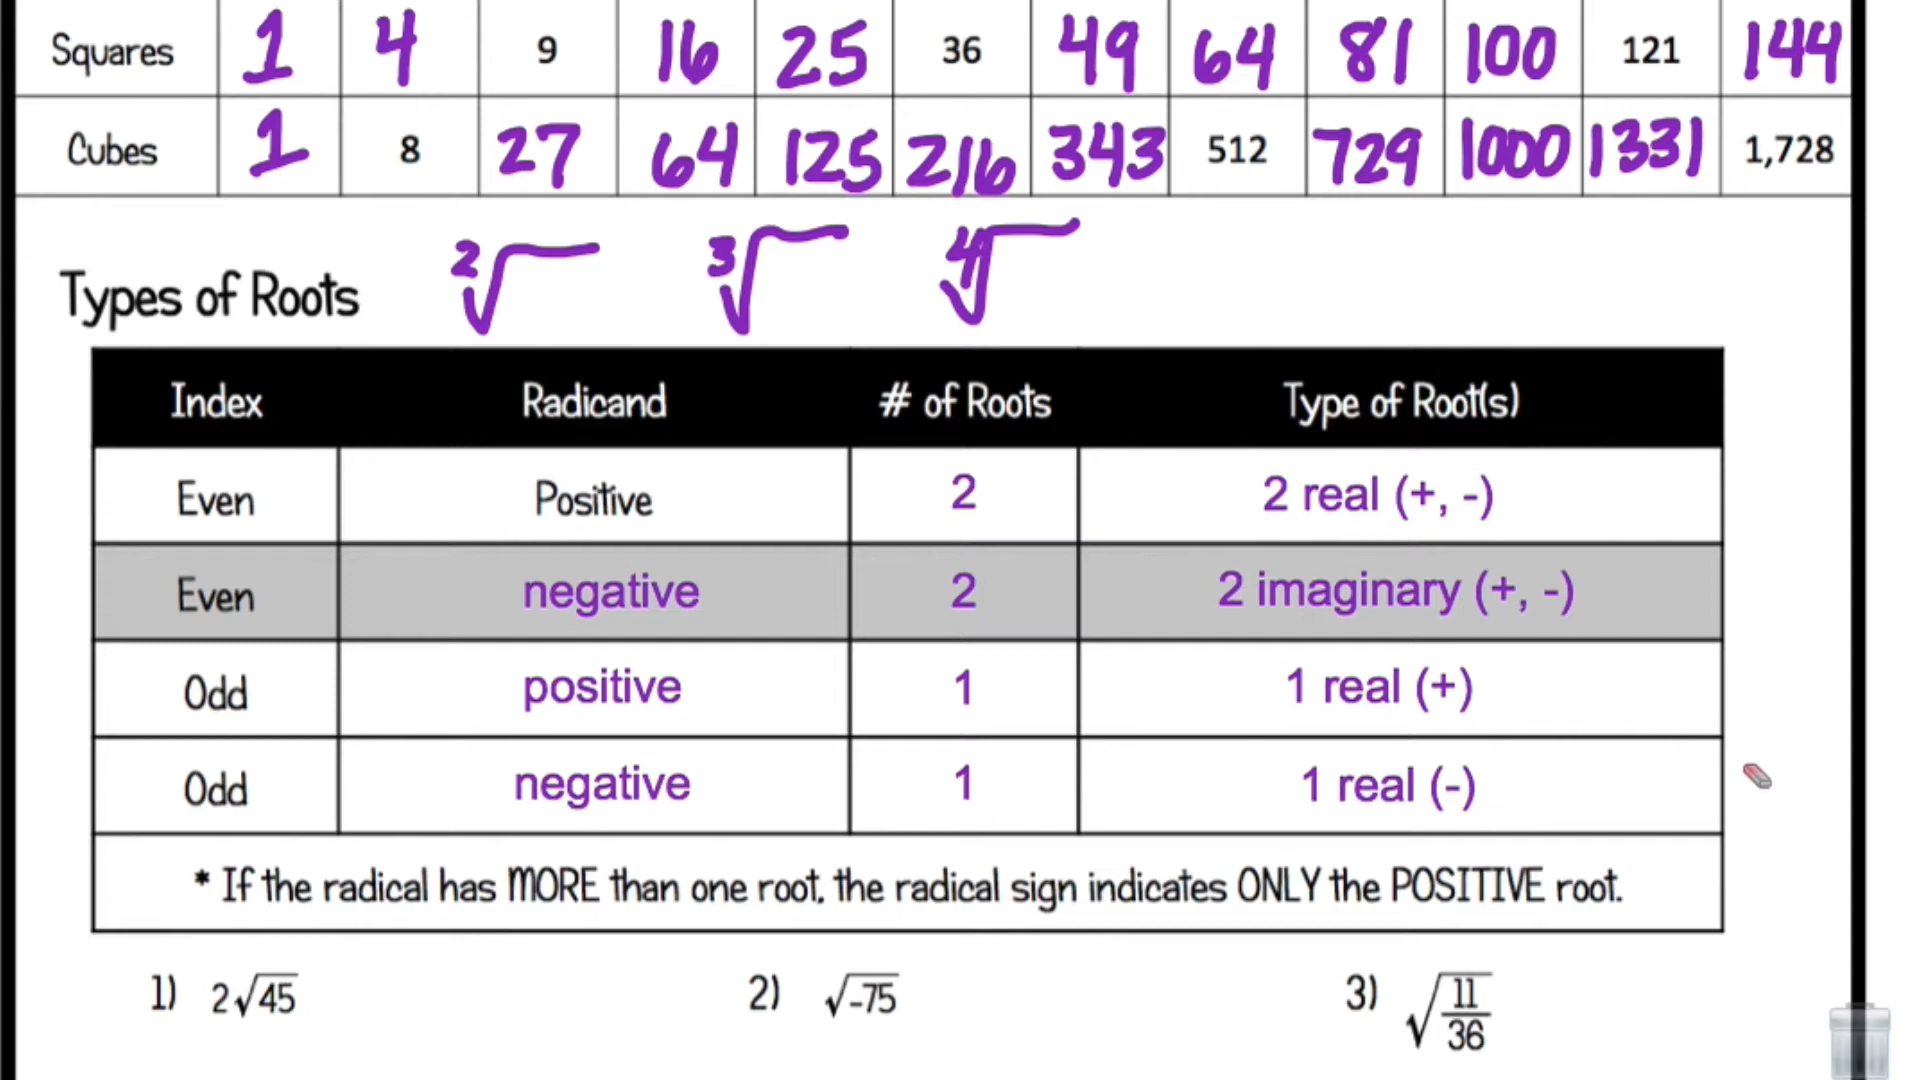 Squares 1 4 9 16 25 36 49 64 81 100 121 144
Cubes 1 8 27 64 125 216 343 512 729 1000 1331 1,728
Types of Roots 2√ 3√ 4√
Index Radicand # of Roots Type of Root(s)
Even Positive 2 2 real (+, -)
Even negative 2 2 imaginary (+, -)
Odd positive 1 1 real (+)
Odd negative 1 1 real (-)
* If the radical has MORE than one root, the radical sign indicates ONLY the POSITIVE root.
1) 2√45 2) √-75 3) √11/36